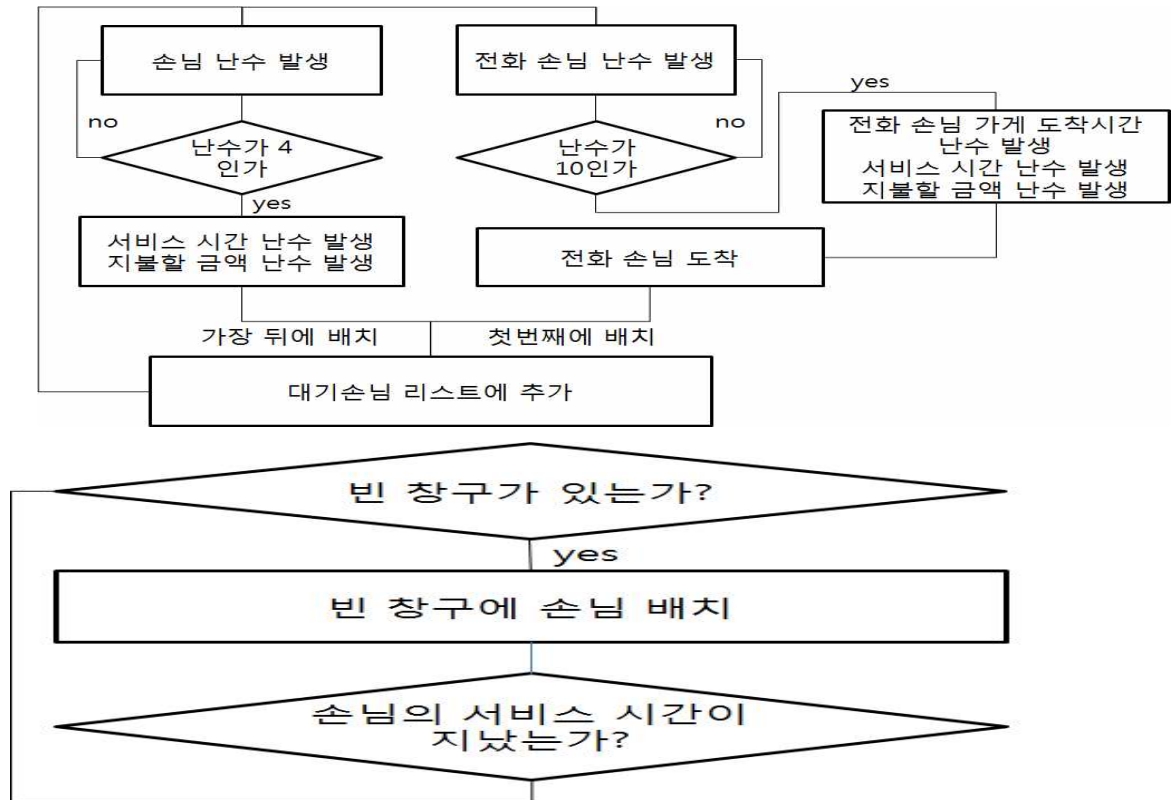 손님 난수 발생
전화 손님 난수 발생
yes
no
난수가 4
인가
no
난수가
10인가
전화 손님 가게 도착시간
난수 발생
서비스 시간 난수 발생
지불할 금액 난수 발생
yes
서비스 시간 난수 발생
지불할 금액 난수 발생
전화 손님 도착
가장 뒤에 배치
첫번째에 배치
대기손님 리스트에 추가
빈 창구가 있는가?
yes
빈 창구에 손님 배치
손님의 서비스 시간이
지났는가?